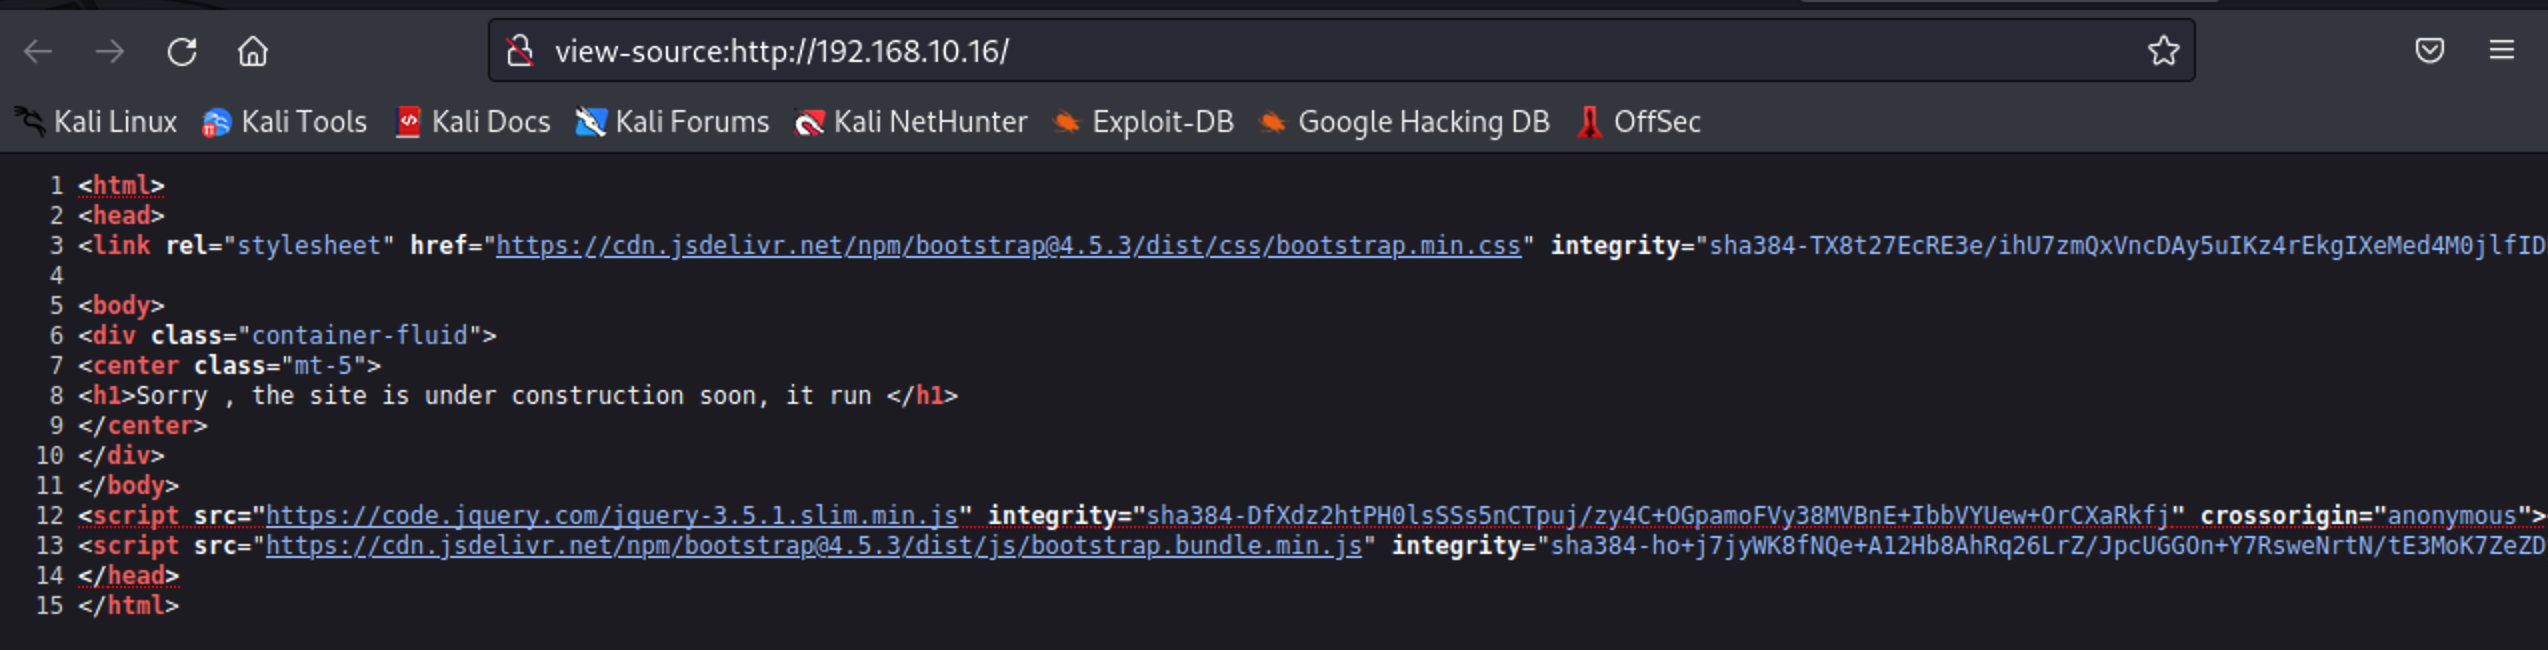 view-source:http://192.168.10.16/
Kali Linux Kali Tools Kali Docs Kali Forums Kali NetHunter Exploit-DB Google Hacking DB OffSec
1 <html>
2 <head>
3 <link rel="stylesheet" href="https://cdn.jsdelivr.net/npm/bootstrap@4.5.3/dist/css/bootstrap.min.css" integrity="sha384-TX8t27EcRE3e/ihU7zmQxVncDAy5uIKz4rEkgIXeMed4M0jlfID
4
5 <body>
6 <div class="container-fluid">
7 <center class="mt-5">
8 <h1>Sorry , the site is under construction soon, it run </h1>
9 </center>
10 </div>
11 </body>
12 <script src="https://code.jquery.com/jquery-3.5.1.slim.min.js" integrity="sha384-DfXdz2htPH0lsSSs5nCTpuj/zy4C+OGpamoFVy38MVBnE+IbbVYUew+OrCXaRkfj" crossorigin="anonymous">
13 <script src="https://cdn.jsdelivr.net/npm/bootstrap@4.5.3/dist/js/bootstrap.bundle.min.js" integrity="sha384-ho+j7jyWK8fNQe+A12Hb8AhRq26LrZ/JpcUGGOn+Y7RsweNrtN/tE3MoK7ZeZD
14 </head>
15 </html>